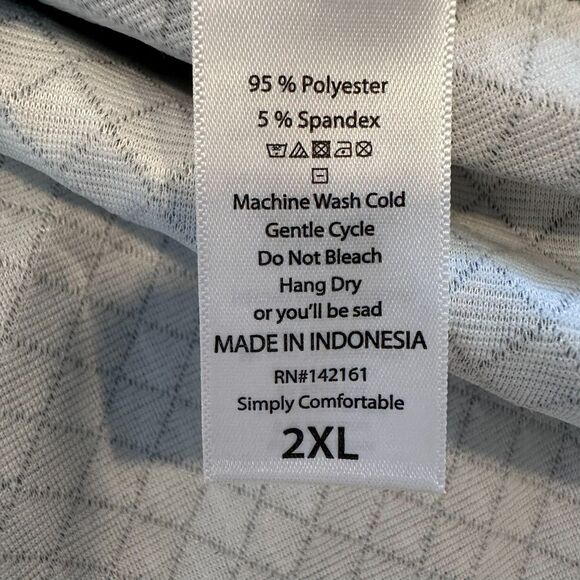 95 % Polyester
5 % Spandex
Machine Wash Cold
Gentle Cycle
Do Not Bleach
Hang Dry
or you'll be sad
MADE IN INDONESIA
RN#142161
Simply Comfortable
2XL